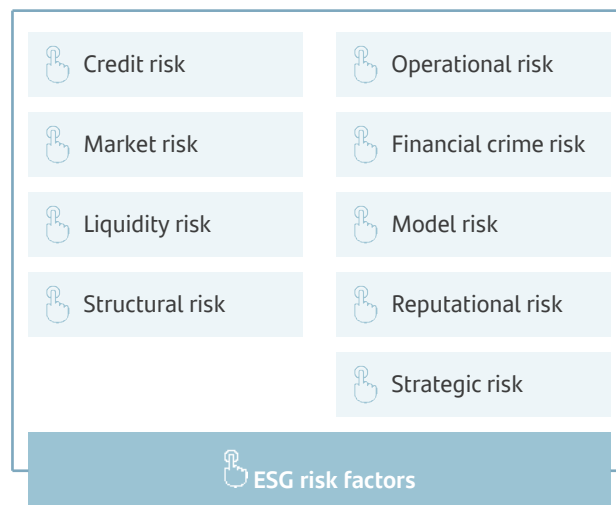 Credit risk
Market risk
Liquidity risk
Structural risk
Operational risk
Financial crime risk
Model risk
Reputational risk
Strategic risk
ESG risk factors